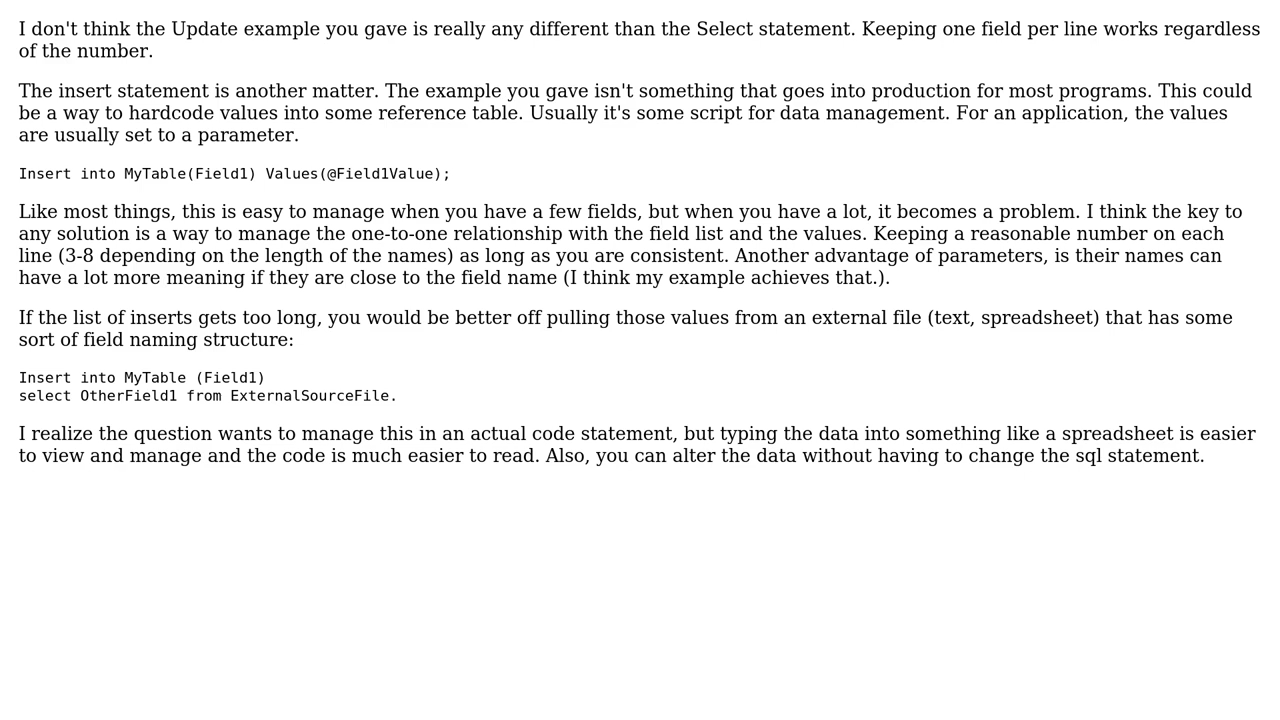 I don't think the Update example you gave is really any different than the Select statement. Keeping one field per line works regardless
of the number.
The insert statement is another matter. The example you gave isn't something that goes into production for most programs. This could
be a way to hardcode values into some reference table. Usually it's some script for data management. For an application, the values
are usually set to a parameter.
Insert into MyTable(Field1) Values(@Field1Value);
Like most things, this is easy to manage when you have a few fields, but when you have a lot, it becomes a problem. I think the key to
any solution is a way to manage the one-to-one relationship with the field list and the values. Keeping a reasonable number on each
line (3-8 depending on the length of the names) as long as you are consistent. Another advantage of parameters, is their names can
have a lot more meaning if they are close to the field name (I think my example achieves that.).
If the list of inserts gets too long, you would be better off pulling those values from an external file (text, spreadsheet) that has some
sort of field naming structure:
Insert into MyTable (Field1)
select OtherField1 from ExternalSourceFile.
I realize the question wants to manage this in an actual code statement, but typing the data into something like a spreadsheet is easier
to view and manage and the code is much easier to read. Also, you can alter the data without having to change the sql statement.